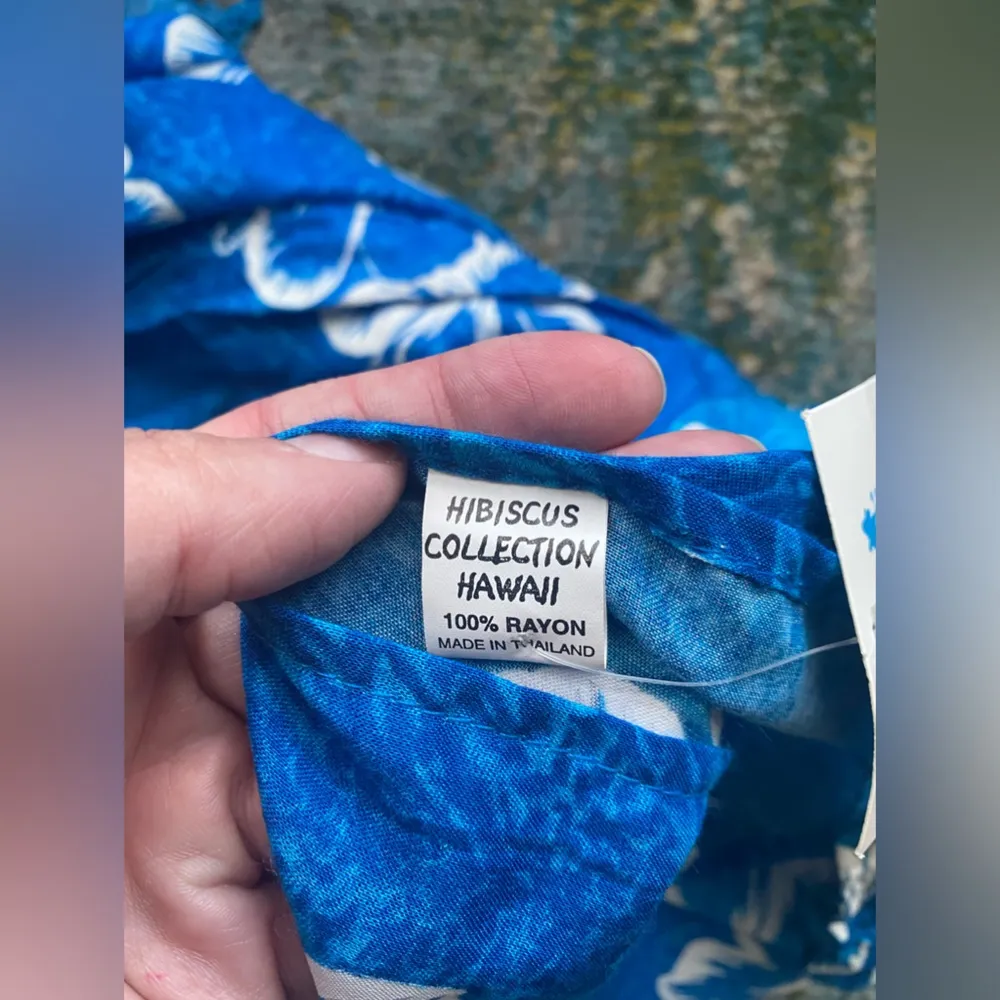 HIBISCUS
COLLECTION
HAWAII
100% RAYON
MADE IN THAILAND